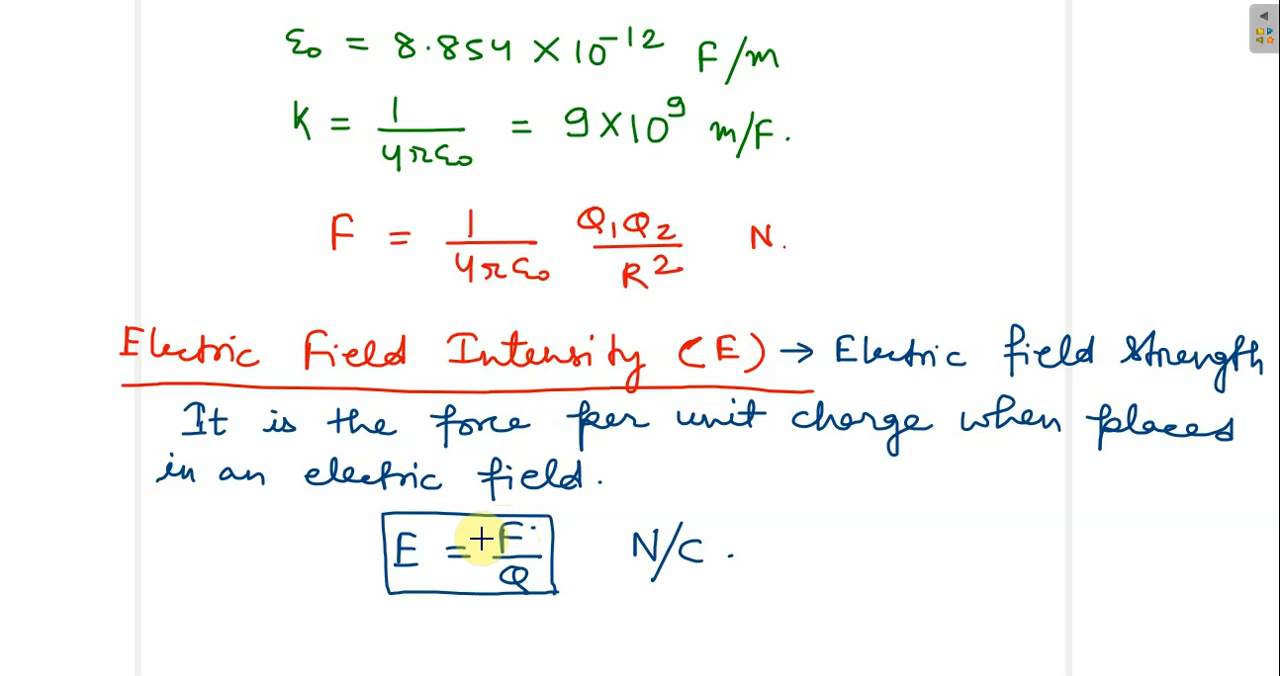 ε₀ = 8.854 × 10⁻¹² F/m
K = 1/4πε₀ = 9×10⁹ m/F.
F = 1/4πε₀ Q₁Q₂/R² N.
Electric Field Intensity (E) → Electric field strength
It is the force per unit charge when places
in an electric field.
E = F/Q N/C.